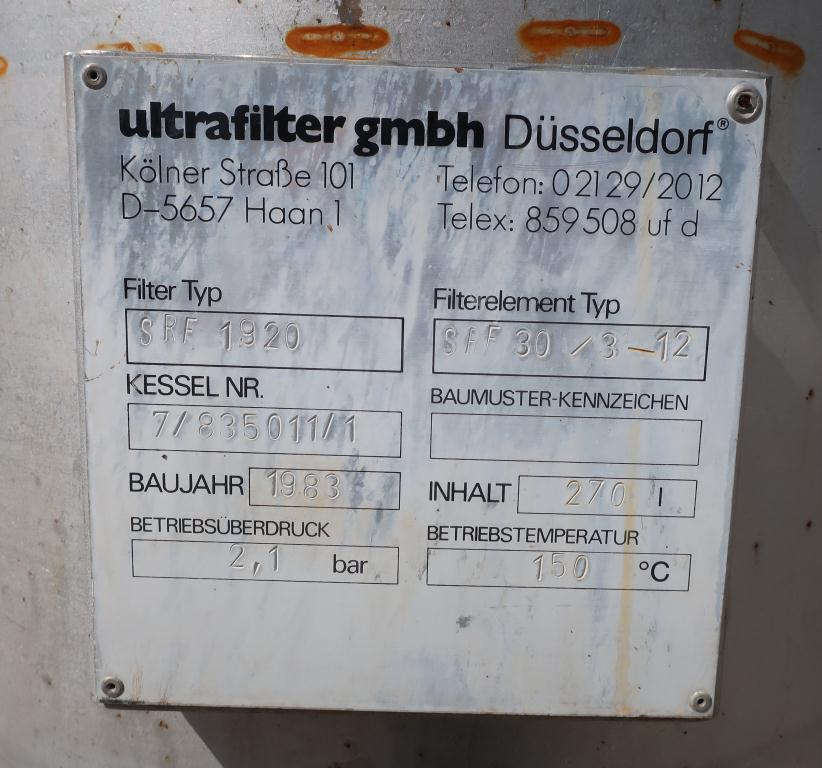 ultrafilter gmbh Düsseldorf®
Kölner Straße 101
D-5657 Haan 1
Telefon: 02129/2012
Telex: 859508 uf d
Filter Typ
SRF 1920
Filterelement Typ
SRF 30 / 3-12
KESSEL NR.
7/835011/1
BAUMUSTER-KENNZEICHEN
BAUJAHR 1983
INHALT 270 l
BETRIEBSÜBERDRUCK
2,1 bar
BETRIEBSTEMPERATUR
150 °C